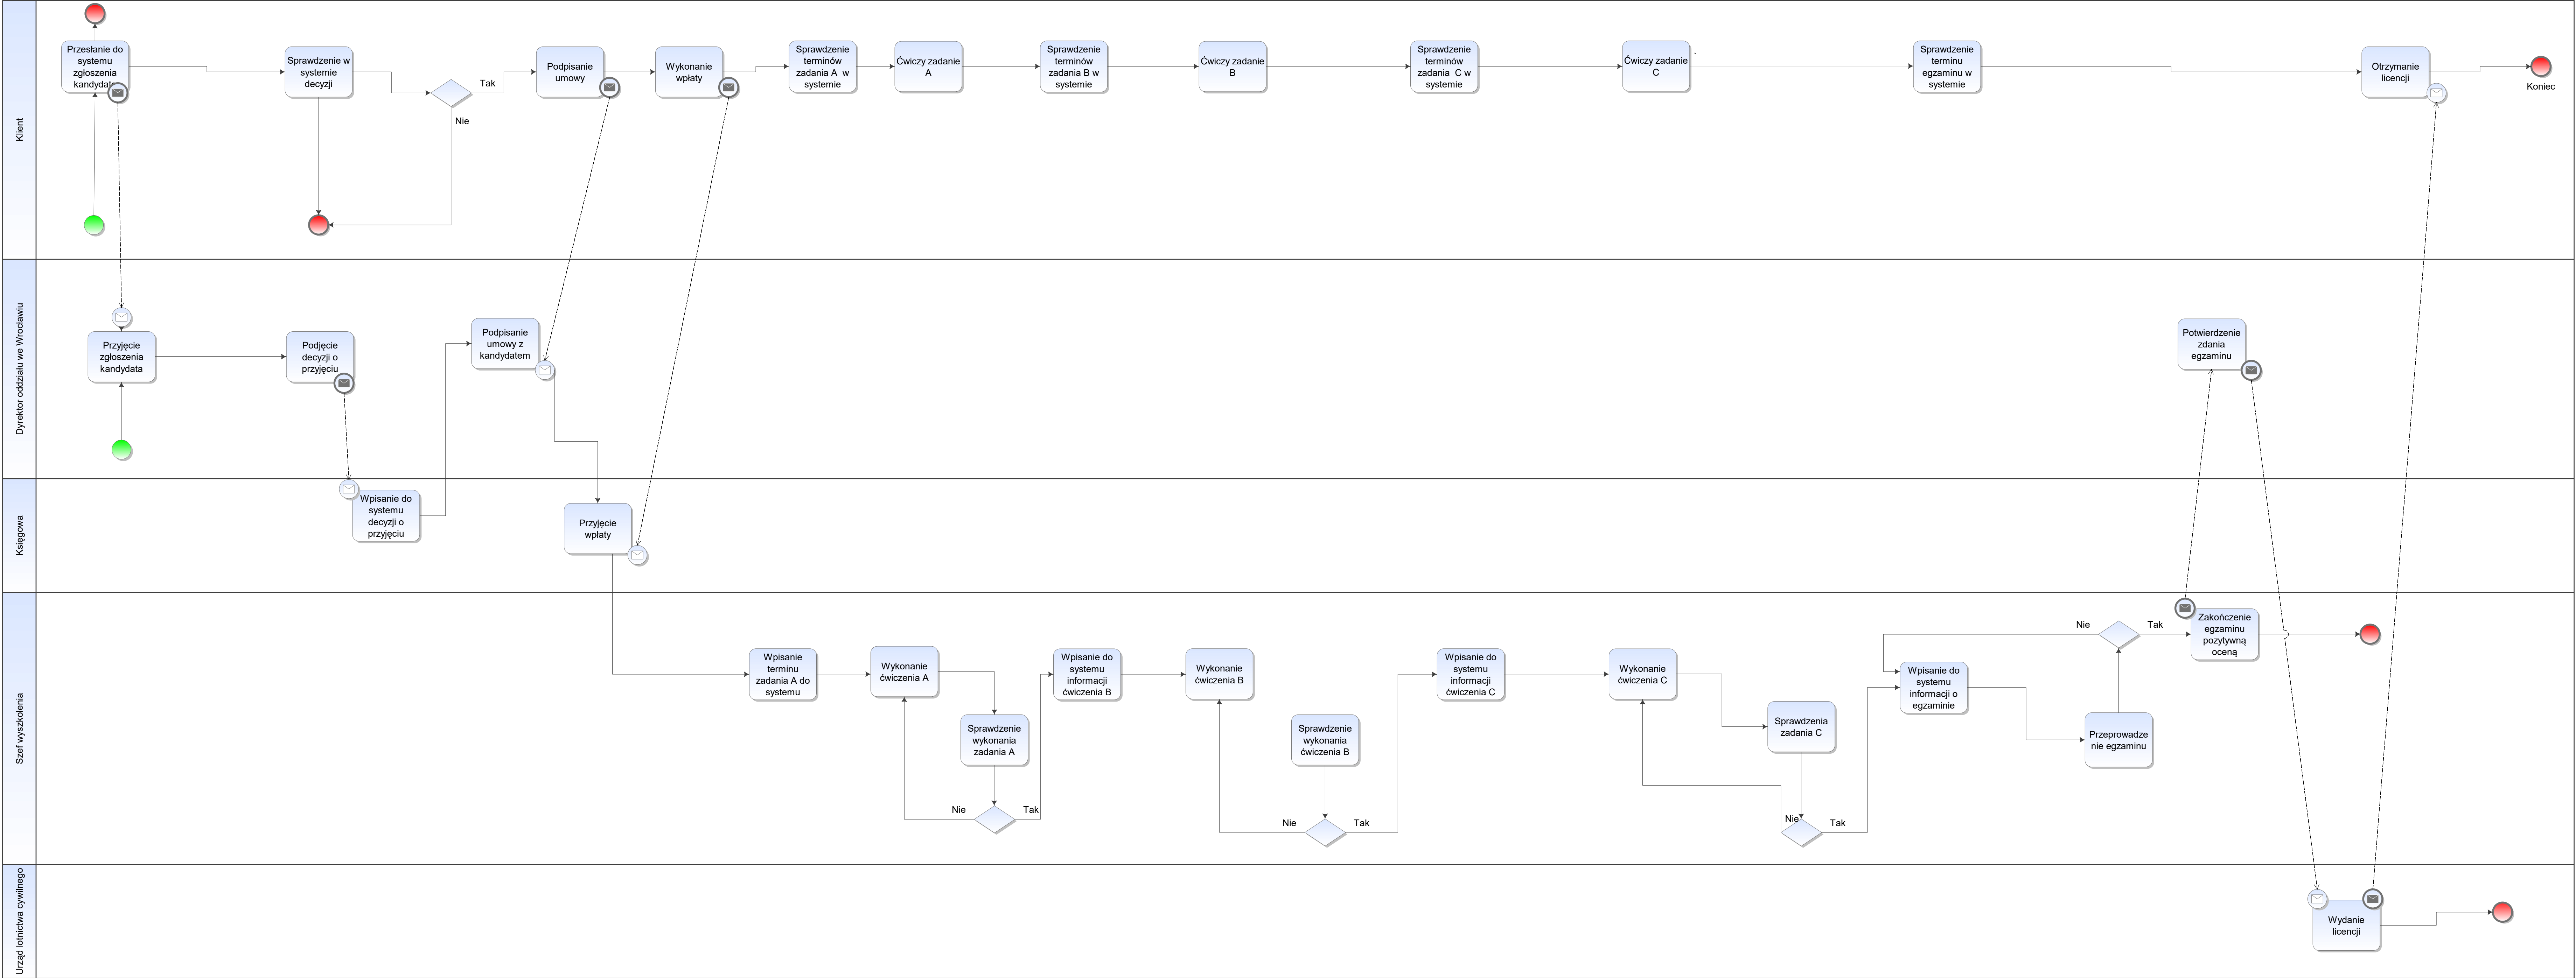 Klient
Przesłanie do
systemu
zgłoszenia
kandydata
Sprawdzenie w
systemie
decyzji
Tak
Nie
Podpisanie
umowy
Wykonanie
wpłaty
Sprawdzenie
terminów
zadania A w
systemie
Ćwiczy zadanie
A
Sprawdzenie
terminów
zadania B w
systemie
Ćwiczy zadanie
B
Sprawdzenie
terminów
zadania C w
systemie
Ćwiczy zadanie
C
Sprawdzenie
terminu
egzaminu w
systemie
Otrzymanie
licencji
Koniec
Dyrektor oddziału we Wrocławiu
Przyjęcie
zgłoszenia
kandydata
Podjęcie
decyzji o
przyjęciu
Podpisanie
umowy z
kandydatem
Potwierdzenie
zdania
egzaminu
Księgowa
Wpisanie do
systemu
decyzji o
przyjęciu
Przyjęcie
wpłaty
Szef wyszkolenia
Wpisanie
terminu
zadania A do
systemu
Wykonanie
ćwiczenia A
Sprawdzenie
wykonania
zadania A
Nie
Tak
Wpisanie do
systemu
informacji
ćwiczenia B
Wykonanie
ćwiczenia B
Sprawdzenie
wykonania
ćwiczenia B
Nie
Tak
Wpisanie do
systemu
informacji
ćwiczenia C
Wykonanie
ćwiczenia C
Sprawdzenia
zadania C
Nie
Tak
Wpisanie do
systemu
informacji o
egzaminie
Przeprowadze
nie egzaminu
Nie
Tak
Zakończenie
egzaminu
pozytywną
oceną
Urząd lotnictwa cywilnego
Wydanie
licencji